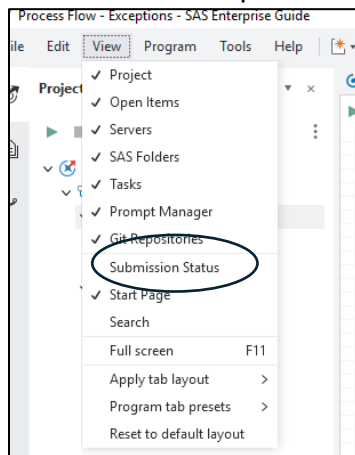 Process Flow - Exceptions - SAS Enterprise Guide
File Edit View Program Tools Help
Project
✓ Project
✓ Open Items
✓ Servers
✓ SAS Folders
✓ Tasks
✓ Prompt Manager
✓ Git Repositories
Submission Status
✓ Start Page
Search
Full screen F11
Apply tab layout >
Program tab presets >
Reset to default layout